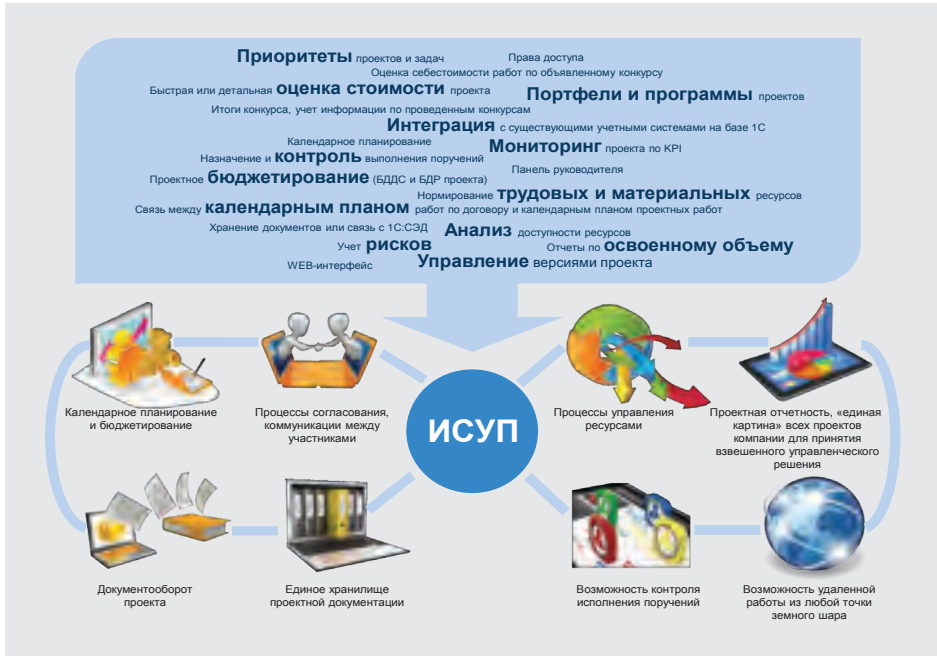 Приоритеты проектов и задач
Права доступа
Оценка себестоимости работ по объявленному конкурсу
Быстрая или детальная оценка стоимости проекта
Портфели и программы проектов
Итоги конкурса, учет информации по проведенным конкурсам
Интеграция с существующими учетными системами на базе 1С
Календарное планирование
Мониторинг проекта по KPI
Назначение и контроль выполнения поручений
Панель руководителя
Проектное бюджетирование (БДДС и БДР проекта)
Нормирование трудовых и материальных ресурсов
Связь между календарным планом работ по договору и календарным планом проектных работ
Хранение документов или связь с 1С:СЭД
Анализ доступности ресурсов
Учет рисков
Отчеты по освоенному объему
WEB-интерфейс
Управление версиями проекта
Календарное планирование
и бюджетирование
Процессы согласования,
коммуникации между
участниками
ИСУП
Процессы управления
ресурсами
Проектная отчетность, «единая
картина» всех проектов
компании для принятия
взвешенного управленческого
решения
Документооборот
проекта
Единое хранилище
проектной документации
Возможность контроля
исполнения поручений
Возможность удаленной
работы из любой точки
земного шара